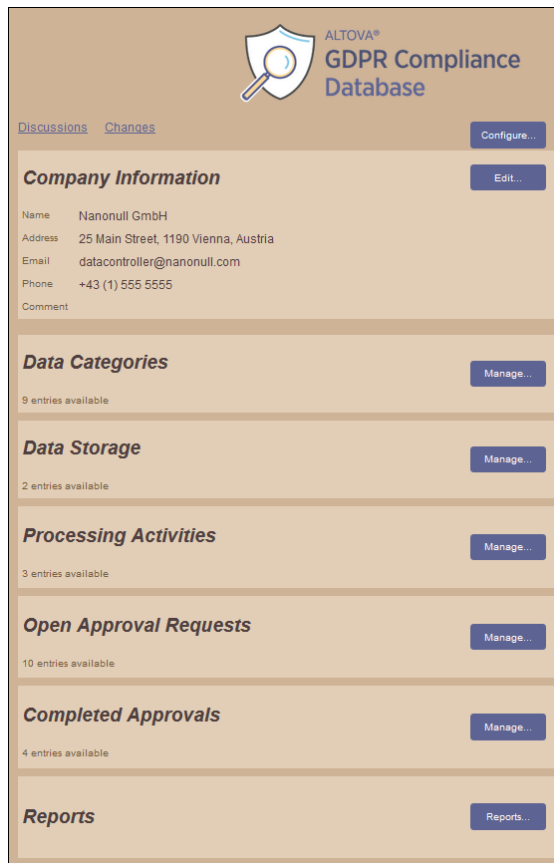 ALTOVA®
GDPR Compliance
Database
Discussions Changes Configure...
Company Information Edit...
Name Nanonull GmbH
Address 25 Main Street, 1190 Vienna, Austria
Email datacontroller@nanonull.com
Phone +43 (1) 555 5555
Comment
Data Categories
Manage...
9 entries available
Data Storage
Manage...
2 entries available
Processing Activities
Manage...
3 entries available
Open Approval Requests
Manage...
10 entries available
Completed Approvals
Manage...
4 entries available
Reports Reports...